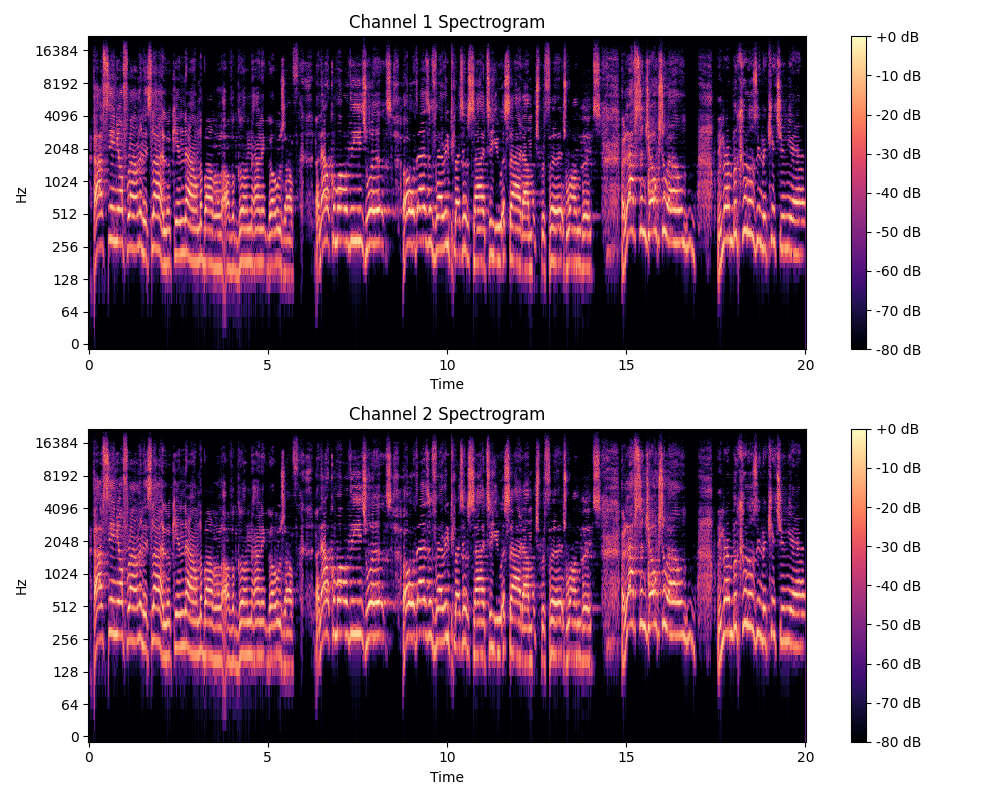 Channel 1 Spectrogram
Hz
16384
8192
4096
2048
1024
512
256
128
64
0
0 5 10 15 20
Time
+0 dB
-10 dB
-20 dB
-30 dB
-40 dB
-50 dB
-60 dB
-70 dB
-80 dB
Channel 2 Spectrogram
Hz
16384
8192
4096
2048
1024
512
256
128
64
0
0 5 10 15 20
Time
+0 dB
-10 dB
-20 dB
-30 dB
-40 dB
-50 dB
-60 dB
-70 dB
-80 dB